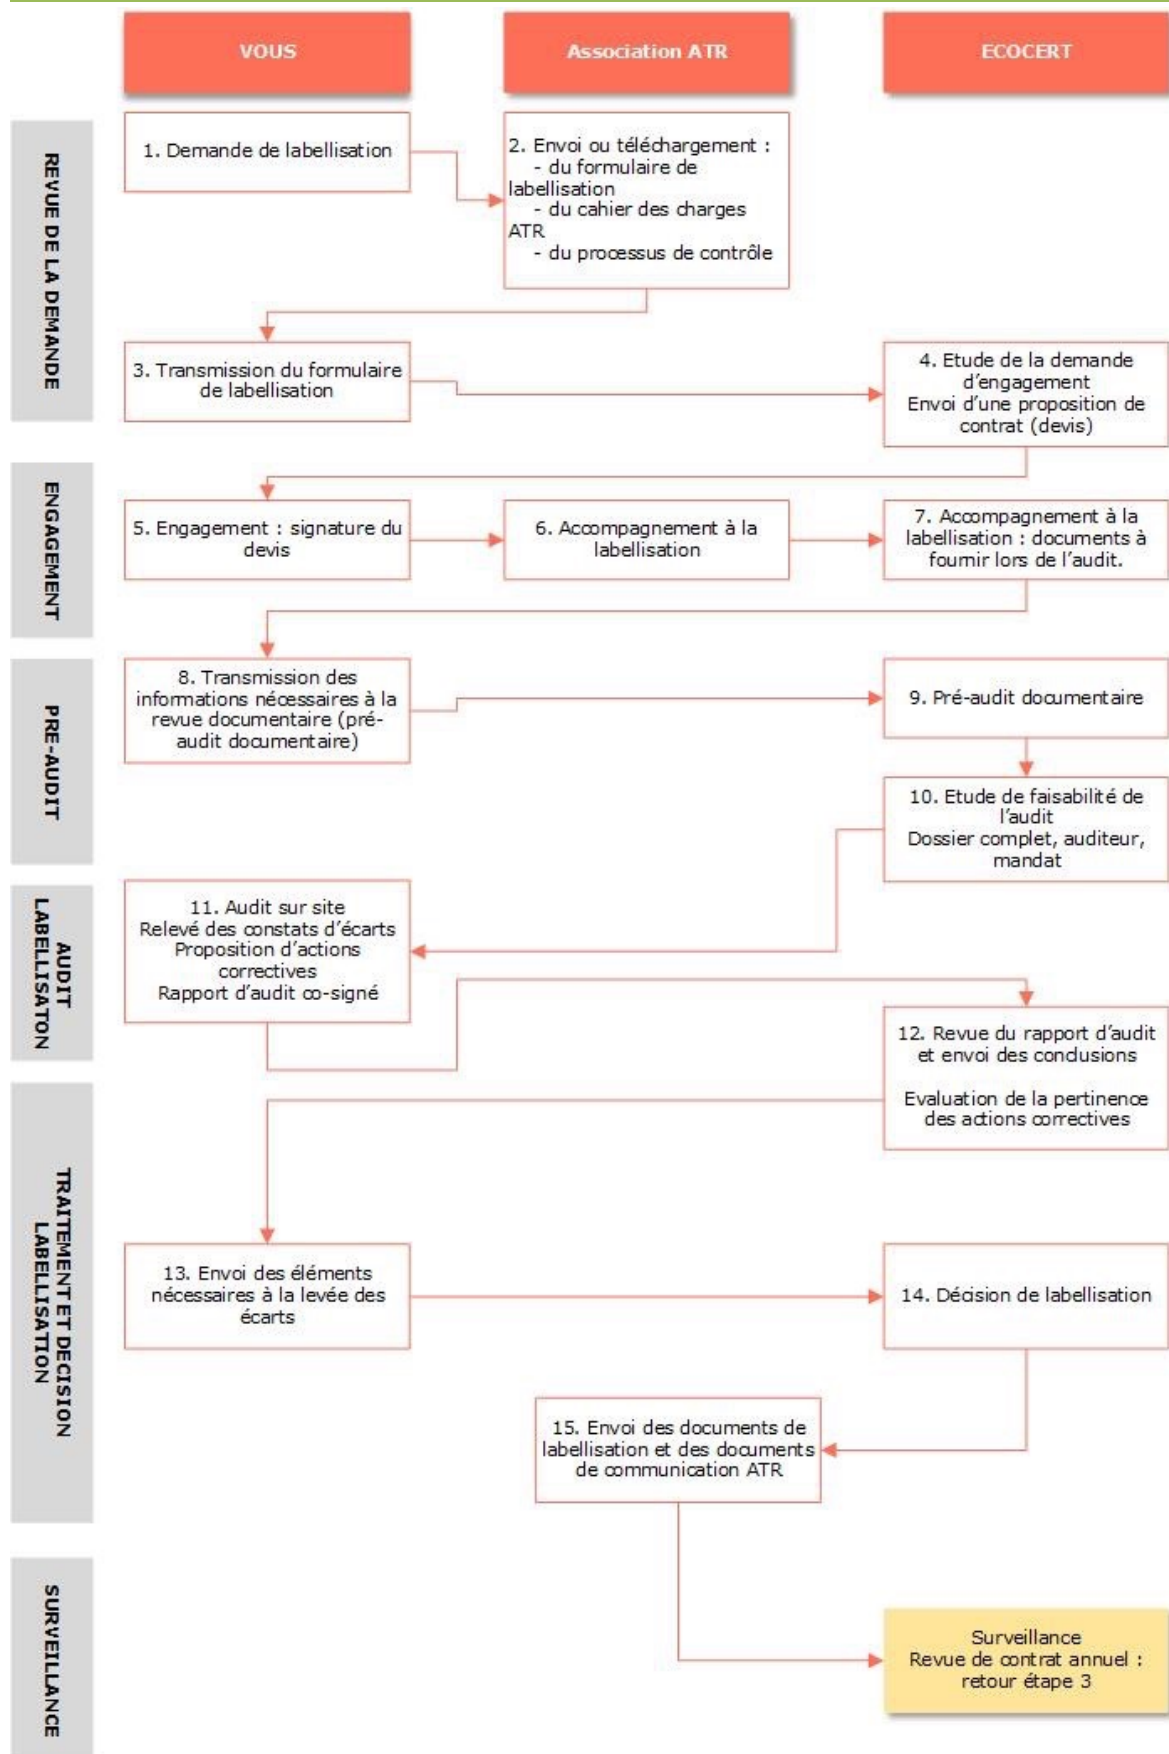 VOUS
Association ATR
ECOCERT
REVUE DE LA DEMANDE
1. Demande de labellisation
2. Envoi ou téléchargement :
- du formulaire de
labellisation
- du cahier des charges
ATR
- du processus de contrôle
3. Transmission du formulaire
de labellisation
4. Etude de la demande
d’engagement
Envoi d’une proposition de
contrat (devis)
ENGAGEMENT
5. Engagement : signature du
devis
6. Accompagnement à la
labellisation
7. Accompagnement à la
labellisation : documents à
fournir lors de l’audit.
PRE-AUDIT
8. Transmission des
informations nécessaires à la
revue documentaire (pré-
audit documentaire)
9. Pré-audit documentaire
10. Etude de faisabilité de
l’audit
Dossier complet, auditeur,
mandat
AUDIT
LABELLISATON
11. Audit sur site
Relevé des constats d’écarts
Proposition d’actions
correctives
Rapport d’audit co-signé
12. Revue du rapport d’audit
et envoi des conclusions
Evaluation de la pertinence
des actions correctives
TRAITEMENT ET DECISION
LABELLISATION
13. Envoi des éléments
nécessaires à la levée des
écarts
14. Décision de labellisation
15. Envoi des documents de
labellisation et des documents
de communication ATR
SURVEILLANCE
Surveillance
Revue de contrat annuel :
retour étape 3